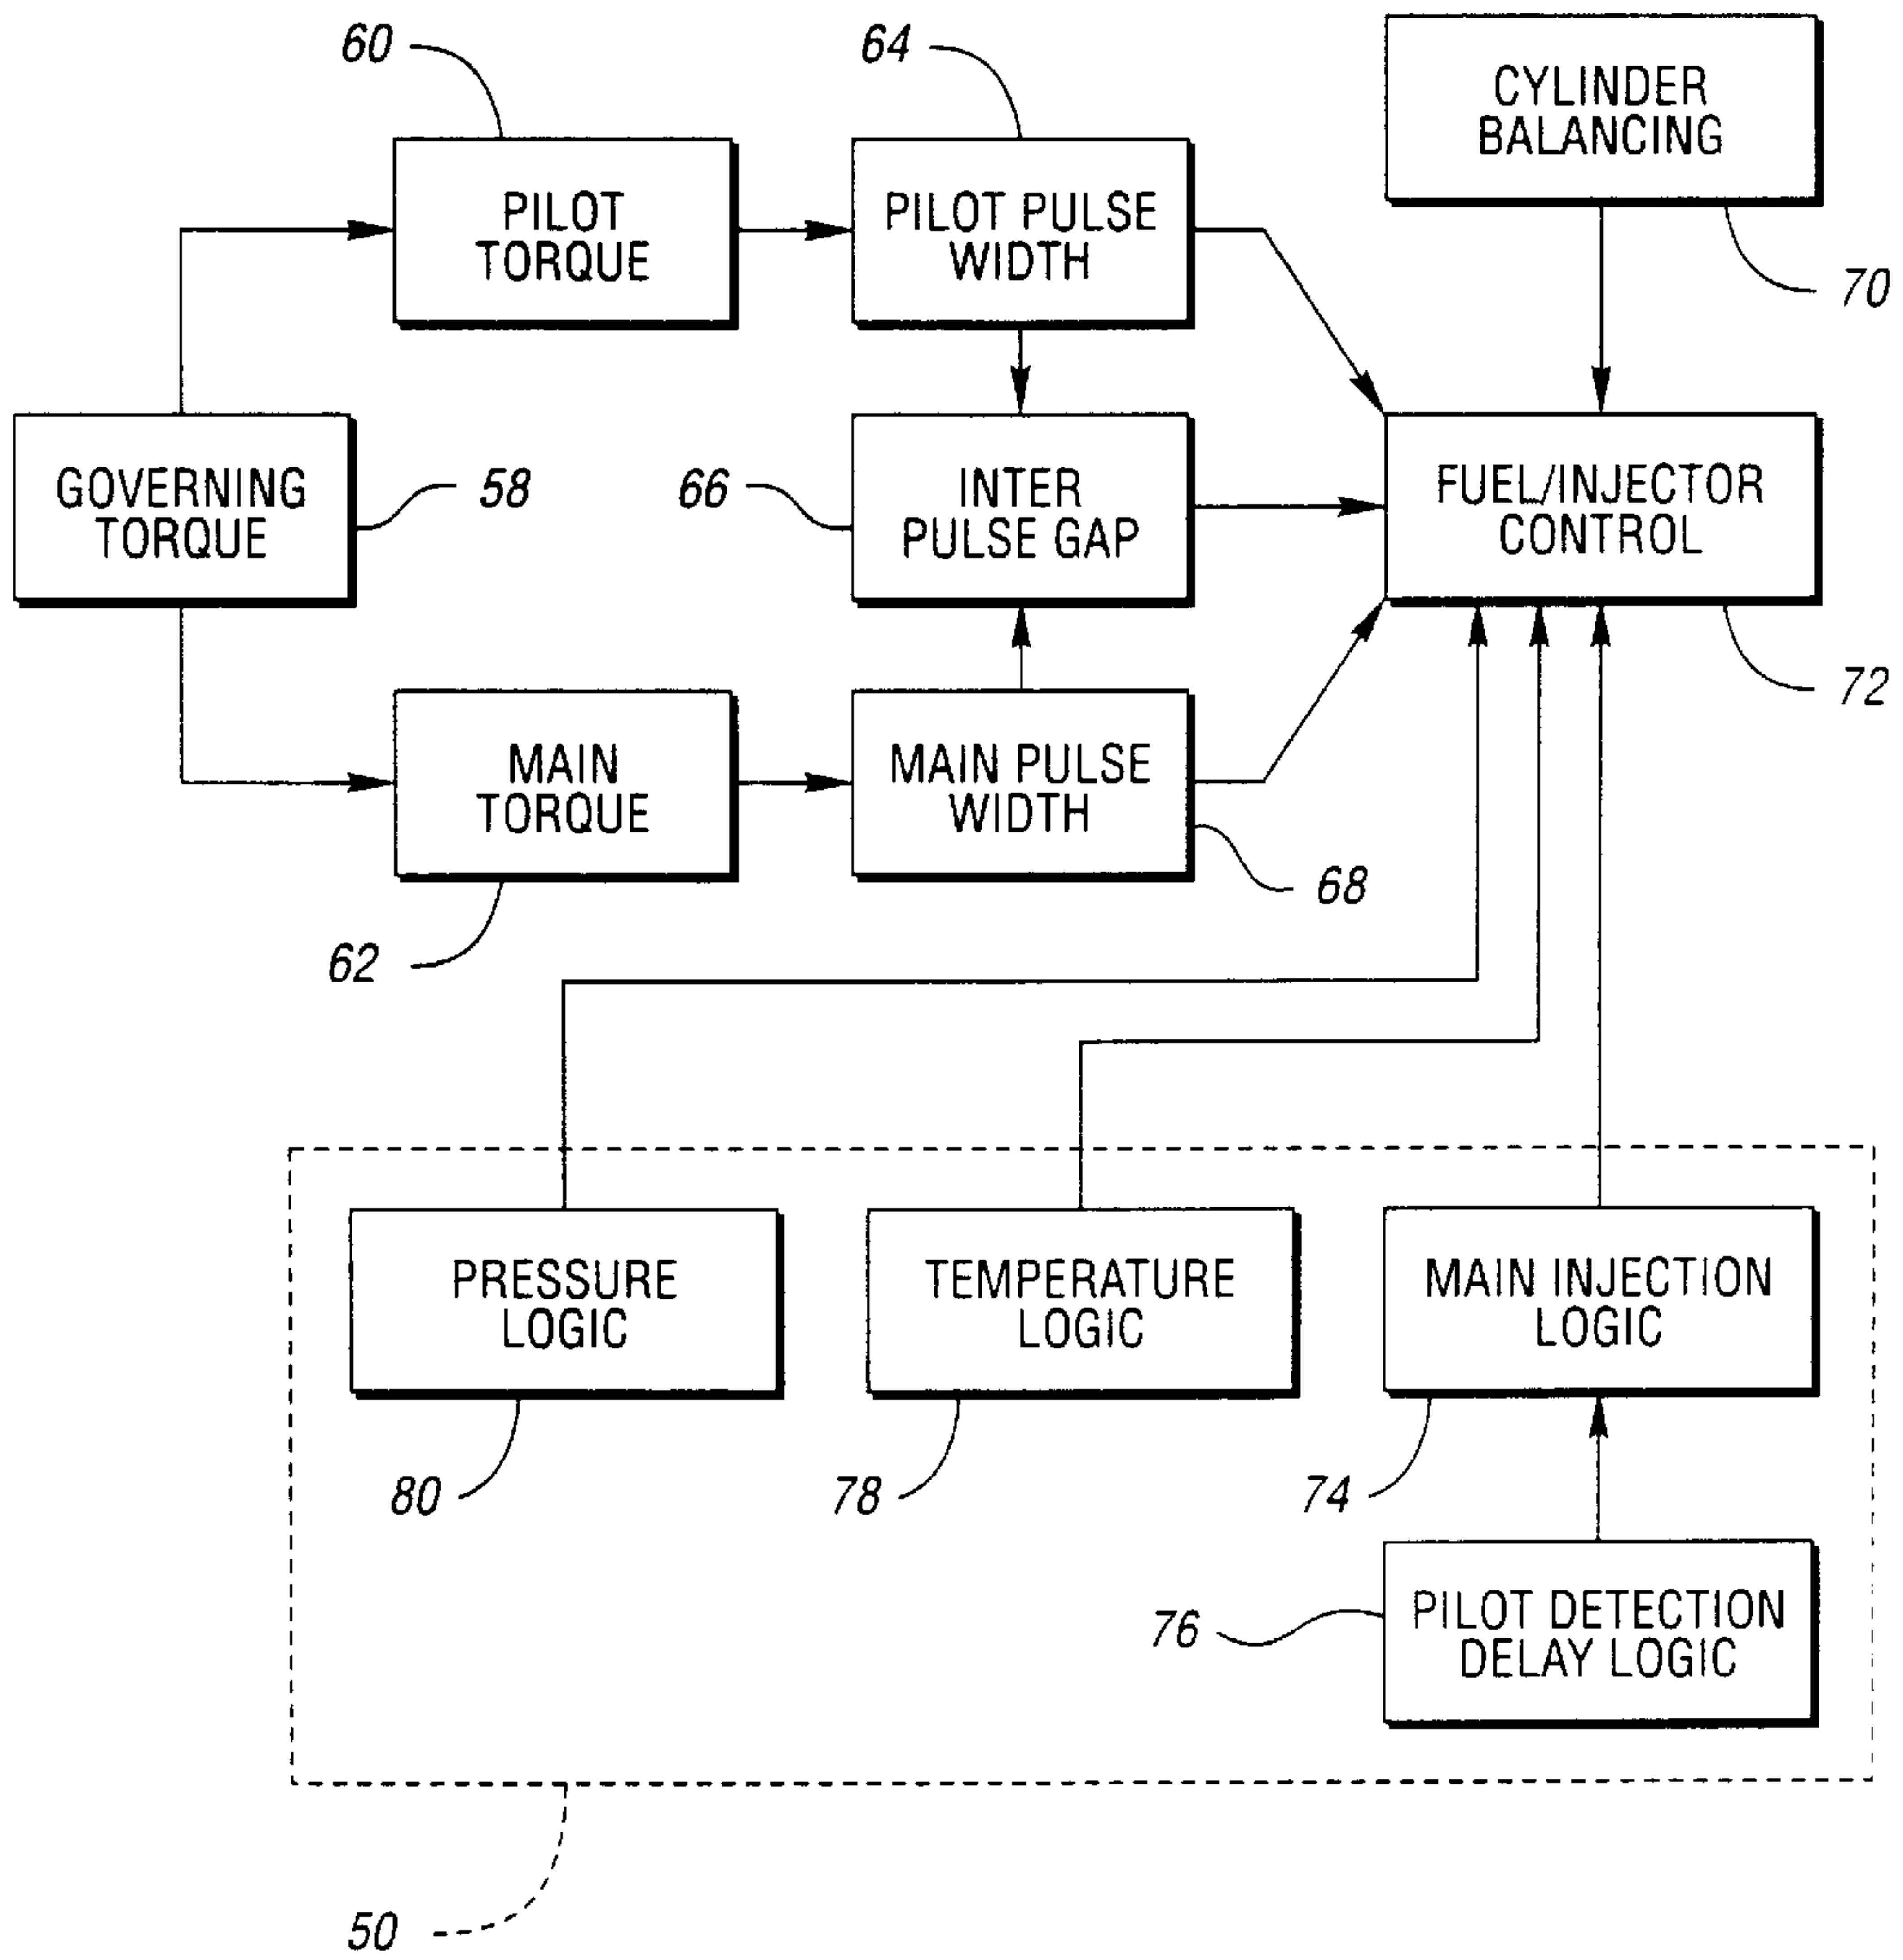 60
64
CYLINDER
BALANCING
PILOT
TORQUE
PILOT PULSE
WIDTH
70
GOVERNING
TORQUE
58
66
INTER
PULSE GAP
FUEL/INJECTOR
CONTROL
72
MAIN
TORQUE
MAIN PULSE
WIDTH
68
62
PRESSURE
LOGIC
TEMPERATURE
LOGIC
MAIN INJECTION
LOGIC
80
78
74
76
PILOT DETECTION
DELAY LOGIC
50